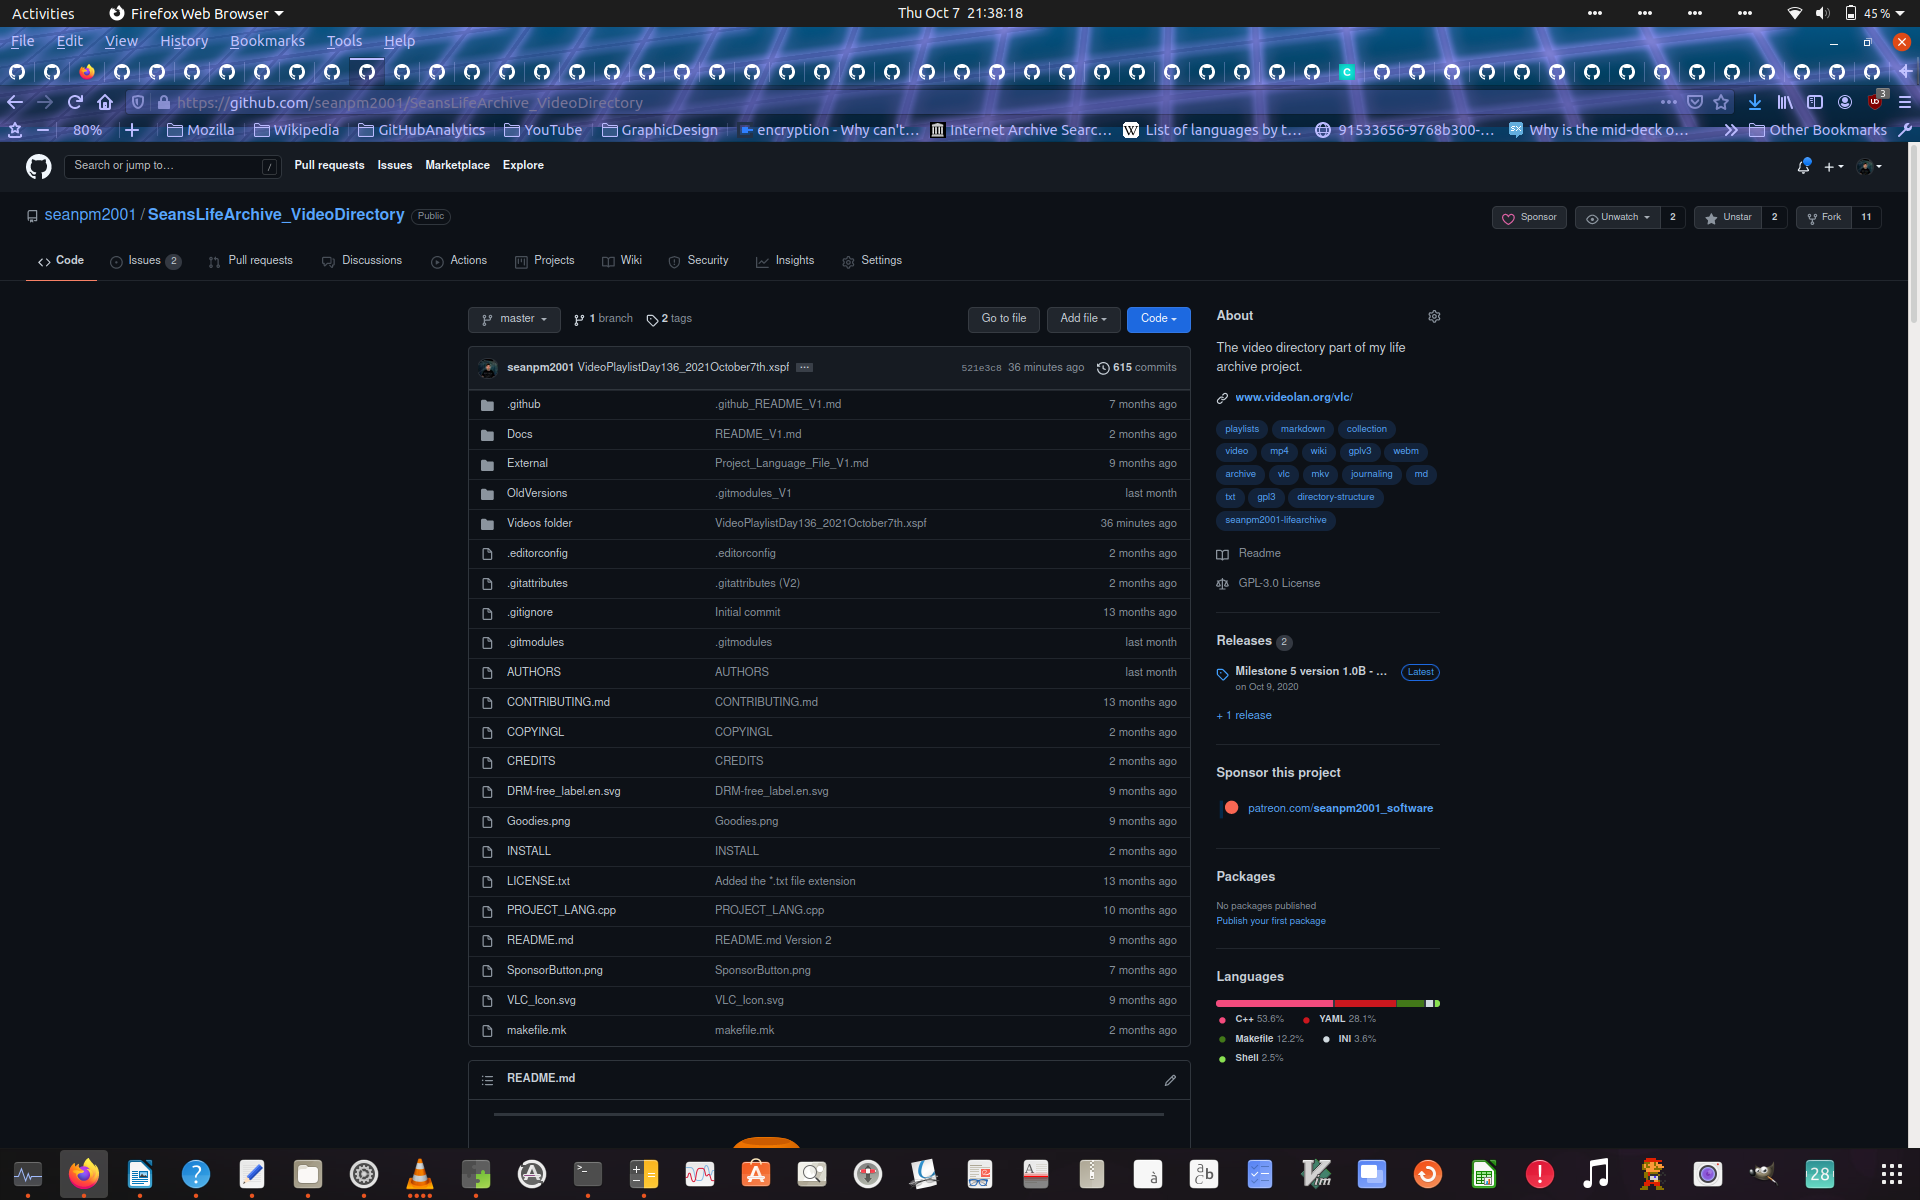 Activities Firefox Web Browser Thu Oct 7 21:38:18 45 %
File Edit View History Bookmarks Tools Help
https://github.com/seanpm2001/SeansLifeArchive_VideoDirectory 3
80% Mozilla Wikipedia GitHubAnalytics YouTube GraphicDesign encryption - Why can't... Internet Archive Searc... List of languages by t... 91533656-9768b300-... Why is the mid-deck o... Other Bookmarks
Search or jump to... / Pull requests Issues Marketplace Explore
seanpm2001 / SeansLifeArchive_VideoDirectory Public Sponsor Unwatch 2 Unstar 2 Fork 11
Code Issues 2 Pull requests Discussions Actions Projects Wiki Security Insights Settings
master 1 branch 2 tags Go to file Add file Code
seanpm2001 VideoPlaylistDay136_2021October7th.xspf ... 521e3c8 36 minutes ago 615 commits
.github .github_README_V1.md 7 months ago
Docs README_V1.md 2 months ago
External Project_Language_File_V1.md 9 months ago
OldVersions .gitmodules_V1 last month
Videos folder VideoPlaylistDay136_2021October7th.xspf 36 minutes ago
.editorconfig .editorconfig 2 months ago
.gitattributes .gitattributes (V2) 2 months ago
.gitignore Initial commit 13 months ago
.gitmodules .gitmodules last month
AUTHORS AUTHORS last month
CONTRIBUTING.md CONTRIBUTING.md 13 months ago
COPYINGL COPYINGL 2 months ago
CREDITS CREDITS 2 months ago
DRM-free_label.en.svg DRM-free_label.en.svg 9 months ago
Goodies.png Goodies.png 9 months ago
INSTALL INSTALL 2 months ago
LICENSE.txt Added the *.txt file extension 13 months ago
PROJECT_LANG.cpp PROJECT_LANG.cpp 10 months ago
README.md README.md Version 2 9 months ago
SponsorButton.png SponsorButton.png 7 months ago
VLC_Icon.svg VLC_Icon.svg 9 months ago
makefile.mk makefile.mk 2 months ago
README.md
About
The video directory part of my life
archive project.
www.videolan.org/vlc/
playlists markdown collection
video mp4 wiki gplv3 webm
archive vlc mkv journaling md
txt gpl3 directory-structure
seanpm2001-lifearchive
Readme
GPL-3.0 License
Releases 2
Milestone 5 version 1.0B - ... Latest
on Oct 9, 2020
+ 1 release
Sponsor this project
patreon.com/seanpm2001_software
Packages
No packages published
Publish your first package
Languages
C++ 53.6% YAML 28.1%
Makefile 12.2% INI 3.6%
Shell 2.5%
28